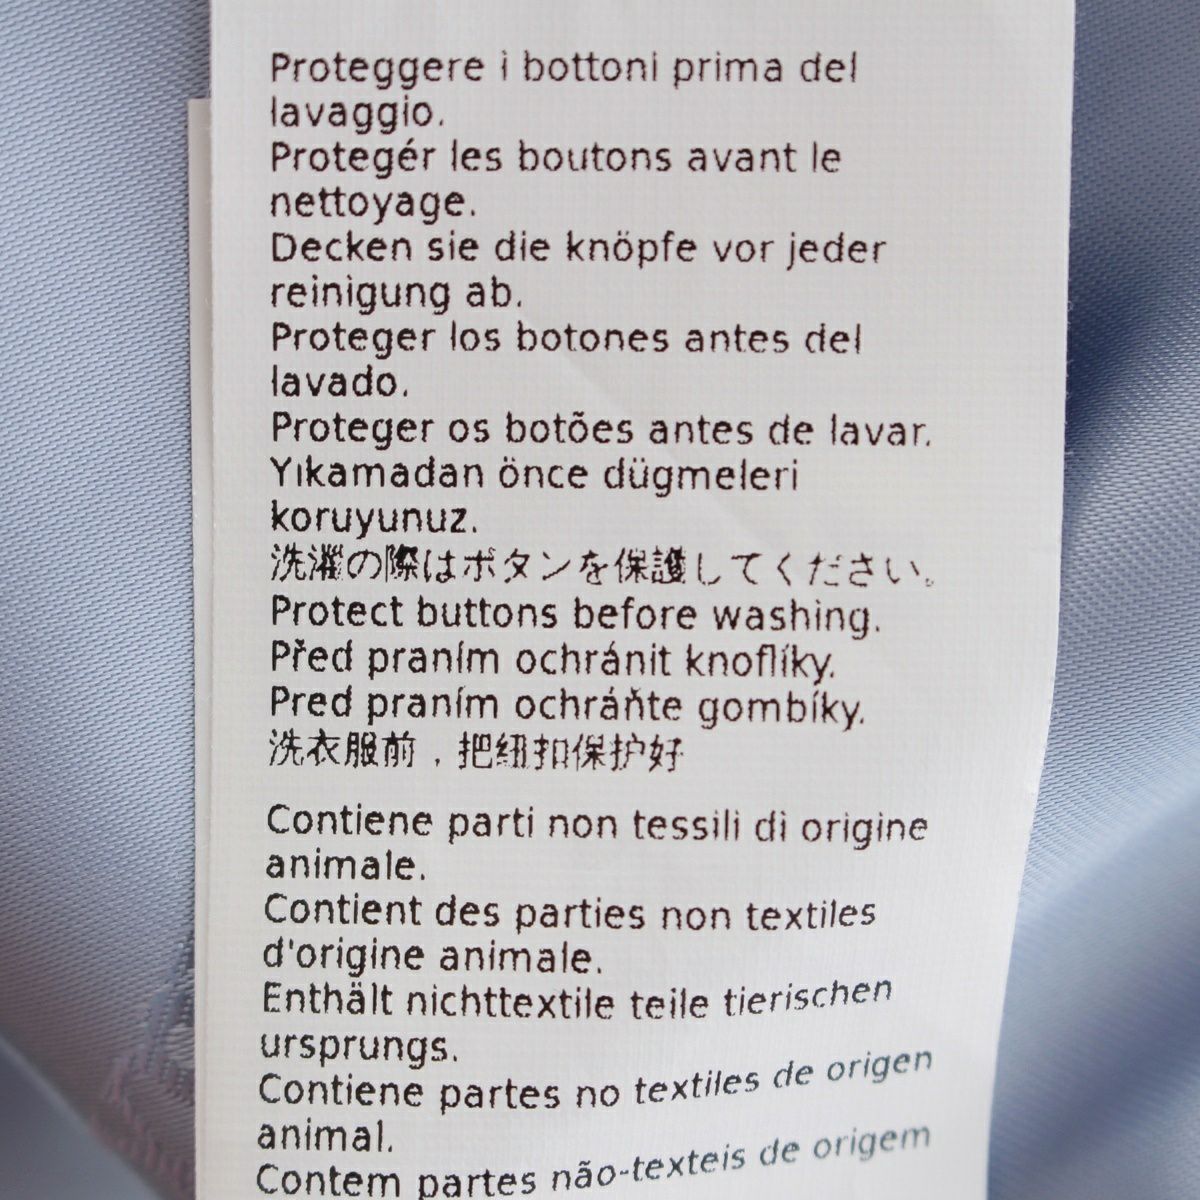 Proteggere i bottoni prima del
lavaggio.
Protegér les boutons avant le
nettoyage.
Decken sie die knöpfe vor jeder
reinigung ab.
Proteger los botones antes del
lavado.
Proteger os botões antes de lavar.
Yıkamadan önce dügmeleri
koruyunuz.
洗濯の際はボタンを保護してください。
Protect buttons before washing.
Před praním ochránit knoflíky.
Pred praním ochráňte gombíky.
洗衣服前，把纽扣保护好
Contiene parti non tessili di origine
animale.
Contient des parties non textiles
d'origine animale.
Enthält nichttextile teile tierischen
ursprungs.
Contiene partes no textiles de origen
animal.
Contem partes não-texteis de origem